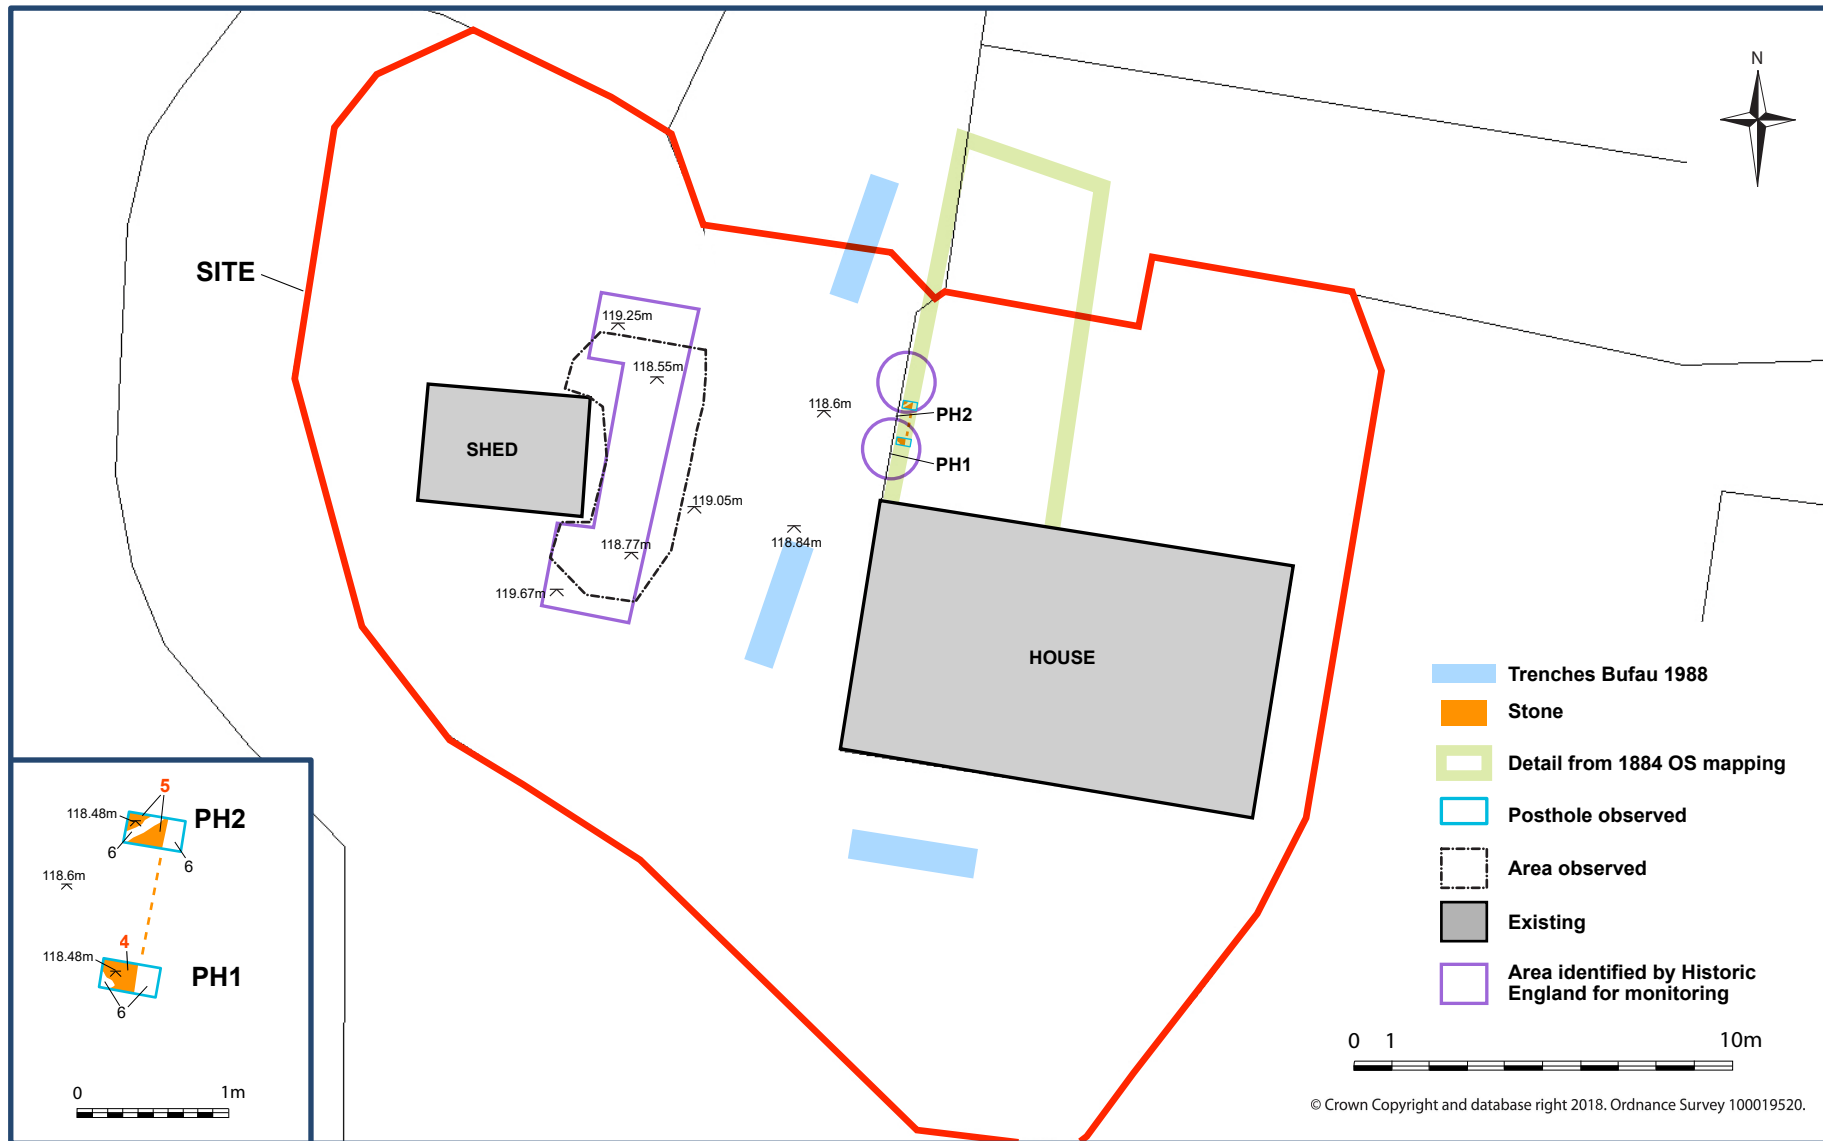 N
SITE
119.25m
118.55m
118.6m
PH2
SHED
PH1
119.05m
118.84m
118.77m
119.67m
HOUSE
Trenches Bufau 1988
Stone
Detail from 1884 OS mapping
Posthole observed
Area observed
Existing
Area identified by Historic
England for monitoring
0 1 10m
© Crown Copyright and database right 2018. Ordnance Survey 100019520.
5
118.48m
PH2
6
6
118.6m
4
118.48m
PH1
6
0 1m